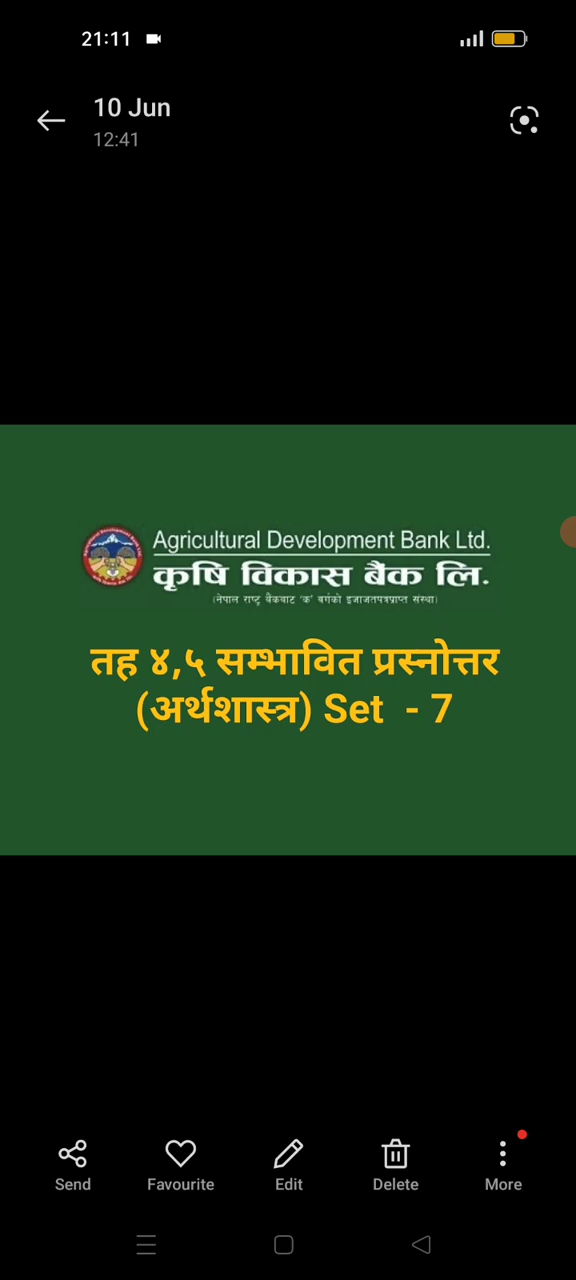 21:11
10 Jun
12:41
Agricultural Development Bank Ltd.
कृषि विकास बैंक लि.
(नेपाल राष्ट्र बैंकबाट 'क' वर्गको इजाजतपत्रप्राप्त संस्था)
तह ४,५ सम्भावित प्रस्नोत्तर
(अर्थशास्त्र) Set - 7
Send Favourite Edit Delete More